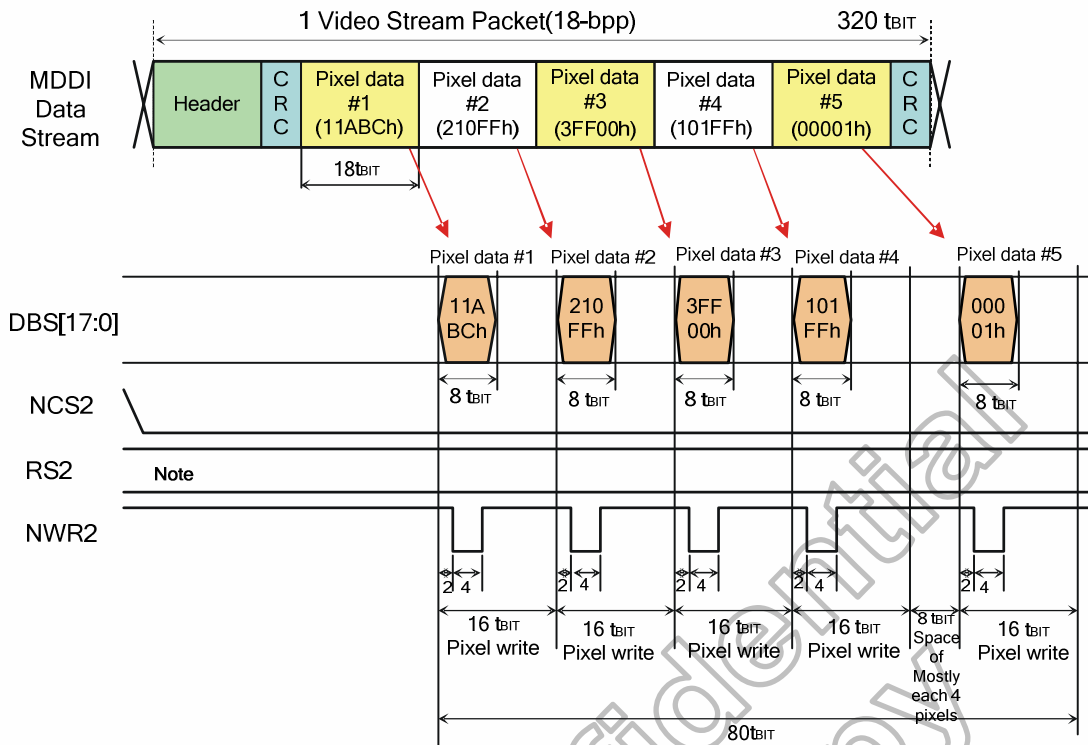 1 Video Stream Packet(18-bpp)
320 tBIT
MDDI
Data
Stream
Header
C
R
C
Pixel data
#1
(11ABCh)
Pixel data
#2
(210FFh)
Pixel data
#3
(3FF00h)
Pixel data
#4
(101FFh)
Pixel data
#5
(00001h)
C
R
C
18tBIT
Pixel data #1
Pixel data #2
Pixel data #3
Pixel data #4
Pixel data #5
DBS[17:0]
11A
BCh
210
FFh
3FF
00h
101
FFh
000
01h
8 tBIT
8 tBIT
8 tBIT
8 tBIT
8 tBIT
NCS2
RS2
Note
NWR2
2
4
2
4
2
4
2
4
2
4
16 tBIT
Pixel write
16 tBIT
Pixel write
16 tBIT
Pixel write
16 tBIT
Pixel write
8 tBIT
Space
of
Mostly
each 4
pixels
16 tBIT
Pixel write
80tBIT